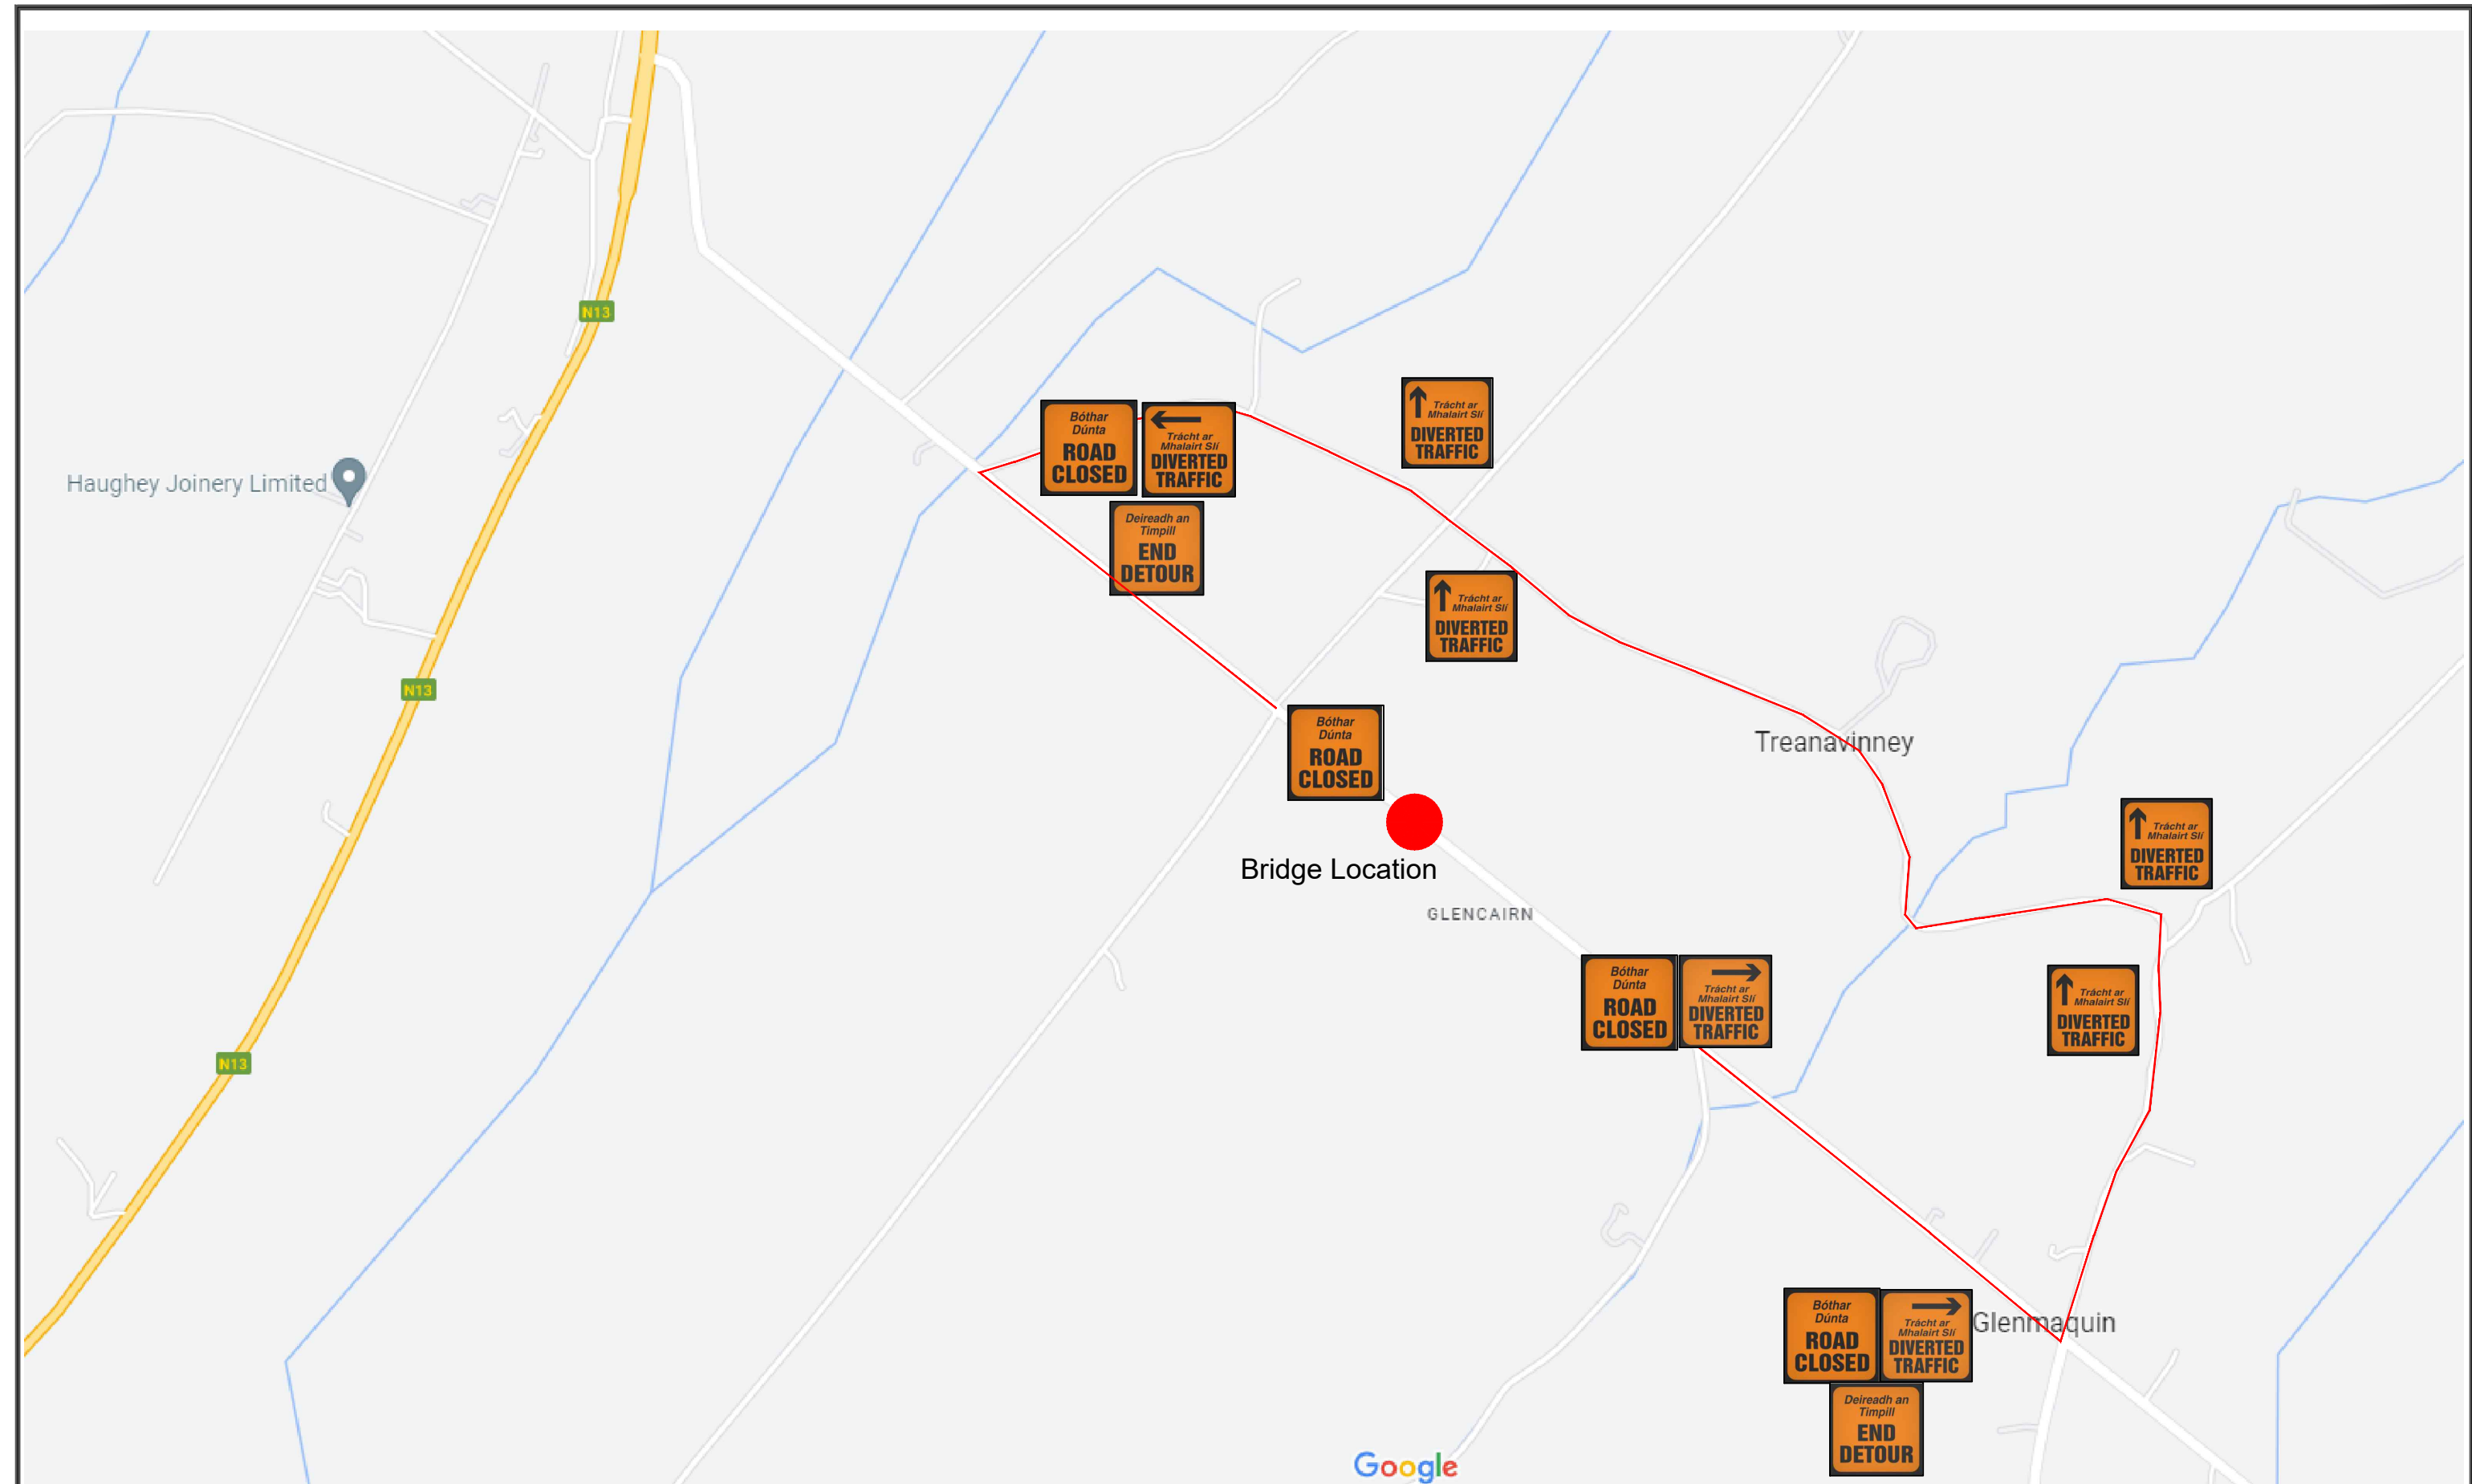 N13
Haughey Joinery Limited
Bóthar
Dúnta
ROAD
CLOSED
Trácht ar
Mhalairt Slí
DIVERTED
TRAFFIC
Trácht ar
Mhalairt Slí
DIVERTED
TRAFFIC
Deireadh an
Timpill
END
DETOUR
Trácht ar
Mhalairt Slí
DIVERTED
TRAFFIC
N13
Bóthar
Dúnta
ROAD
CLOSED
Treanavinney
Bridge Location
Trácht ar
Mhalairt Slí
DIVERTED
TRAFFIC
GLENCAIRN
Bóthar
Dúnta
ROAD
CLOSED
Trácht ar
Mhalairt Slí
DIVERTED
TRAFFIC
Trácht ar
Mhalairt Slí
DIVERTED
TRAFFIC
N13
Bóthar
Dúnta
ROAD
CLOSED
Trácht ar
Mhalairt Slí
DIVERTED
TRAFFIC
Glenmaquin
Deireadh an
Timpill
END
DETOUR
Google